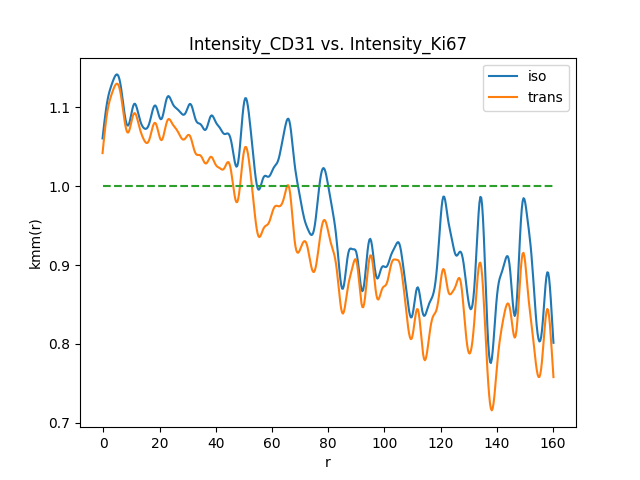 Intensity_CD31 vs. Intensity_Ki67
iso
trans
kmm(r)
1.1
1.0
0.9
0.8
0.7
0 20 40 60 80 100 120 140 160
r